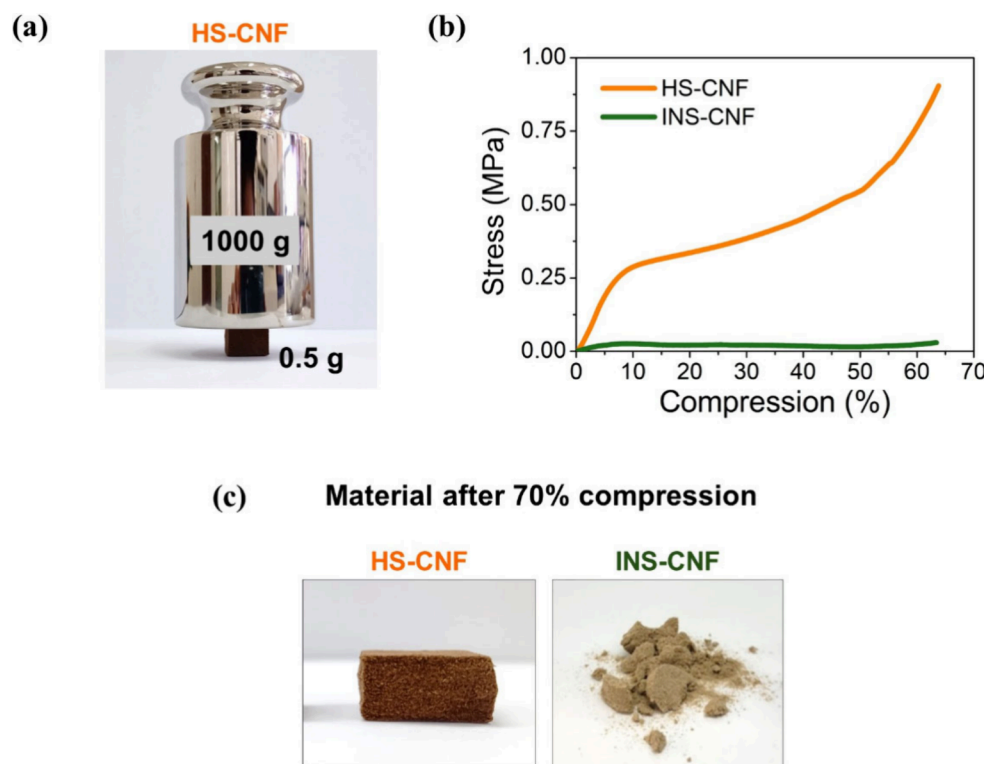 (a)
HS-CNF
1000 g
0.5 g
(b)
1.00
0.75
0.50
0.25
0.00
Stress (MPa)
HS-CNF
INS-CNF
0 10 20 30 40 50 60 70
Compression (%)
(c) Material after 70% compression
HS-CNF
INS-CNF